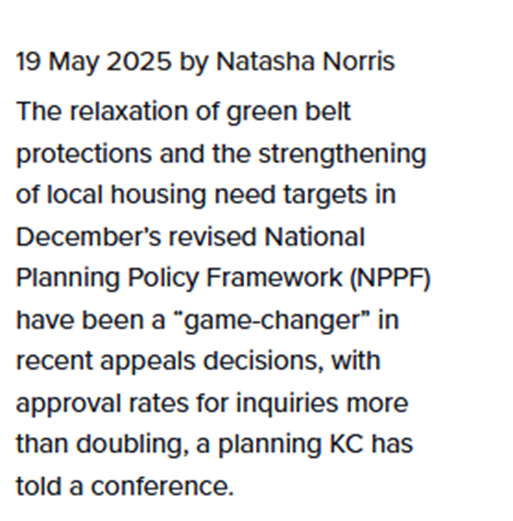 19 May 2025 by Natasha Norris
The relaxation of green belt
protections and the strengthening
of local housing need targets in
December’s revised National
Planning Policy Framework (NPPF)
have been a “game-changer” in
recent appeals decisions, with
approval rates for inquiries more
than doubling, a planning KC has
told a conference.